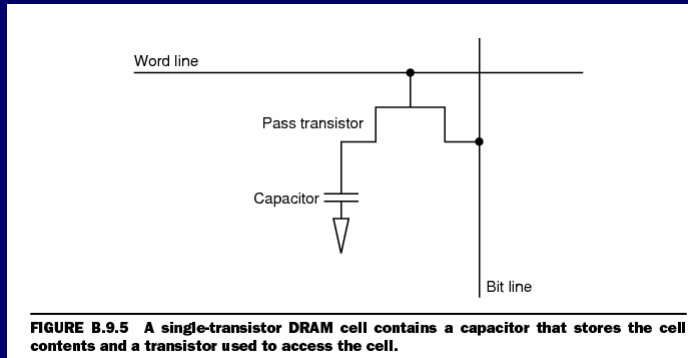 Word line
Pass transistor
Capacitor
Bit line
FIGURE B.9.5 A single-transistor DRAM cell contains a capacitor that stores the cell
contents and a transistor used to access the cell.